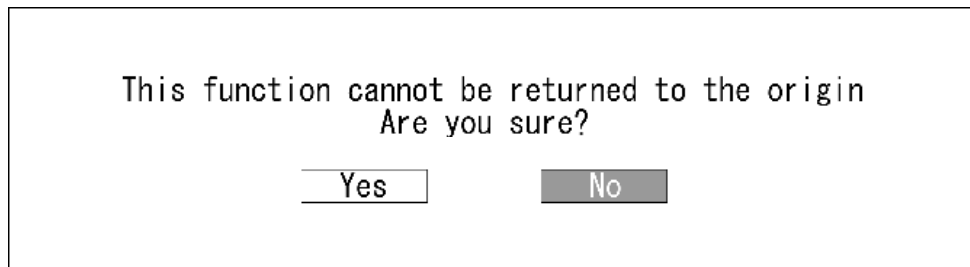 This function cannot be returned to the origin
Are you sure?
Yes No